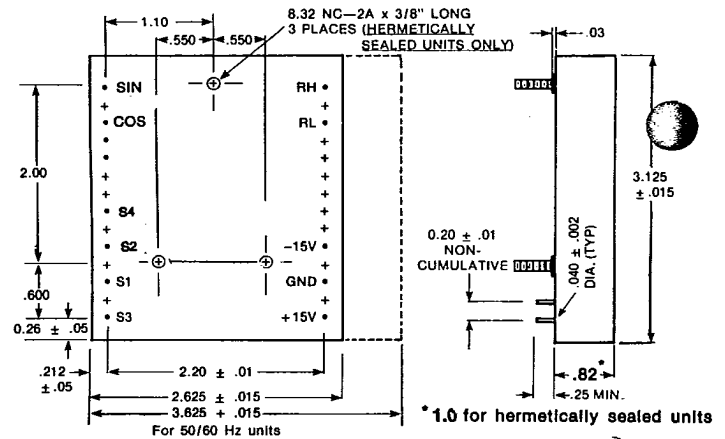 1.10
.550
.550
8.32 NC—2A x 3/8" LONG
3 PLACES (HERMETICALLY
SEALED UNITS ONLY)
.03
SIN
RH
COS
RL
2.00
S4
S2
−15V
S1
GND
.600
S3
+15V
0.26 ± .05
.212
± .05
2.20 ± .01
2.625 ± .015
3.625 + .015
For 50/60 Hz units
3.125
± .015
0.20 ± .01
NON-
CUMULATIVE
.040 ± .002
DIA. (TYP)
.82*
.25 MIN.
*1.0 for hermetically sealed units